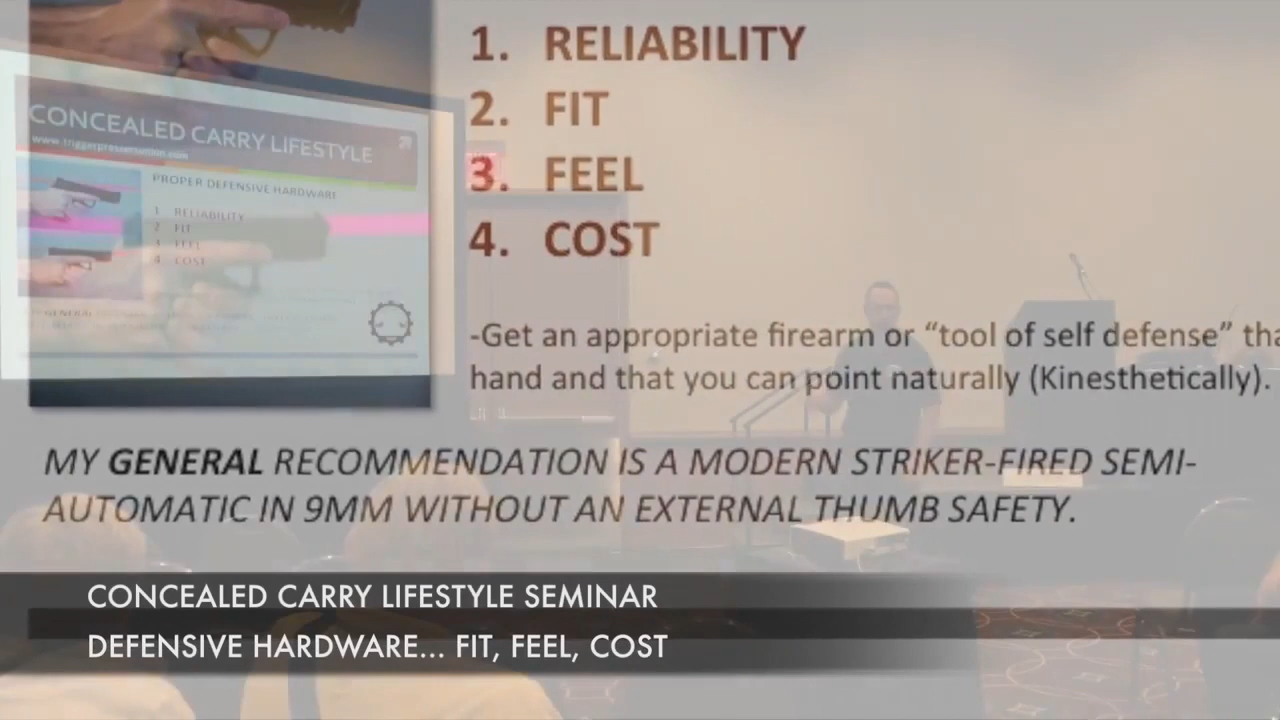 1. RELIABILITY
2. FIT
3. FEEL
4. COST
CONCEALED CARRY LIFESTYLE
PROPER DEFENSIVE HARDWARE
1 RELIABILITY
2 FIT
3 FEEL
4 COST
GENERAL
-Get an appropriate firearm or “tool of self defense”
hand and that you can point naturally (Kinesthetically).
MY GENERAL RECOMMENDATION IS A MODERN STRIKER-FIRED SEMI-
AUTOMATIC IN 9MM WITHOUT AN EXTERNAL THUMB SAFETY.
CONCEALED CARRY LIFESTYLE SEMINAR
DEFENSIVE HARDWARE... FIT, FEEL, COST